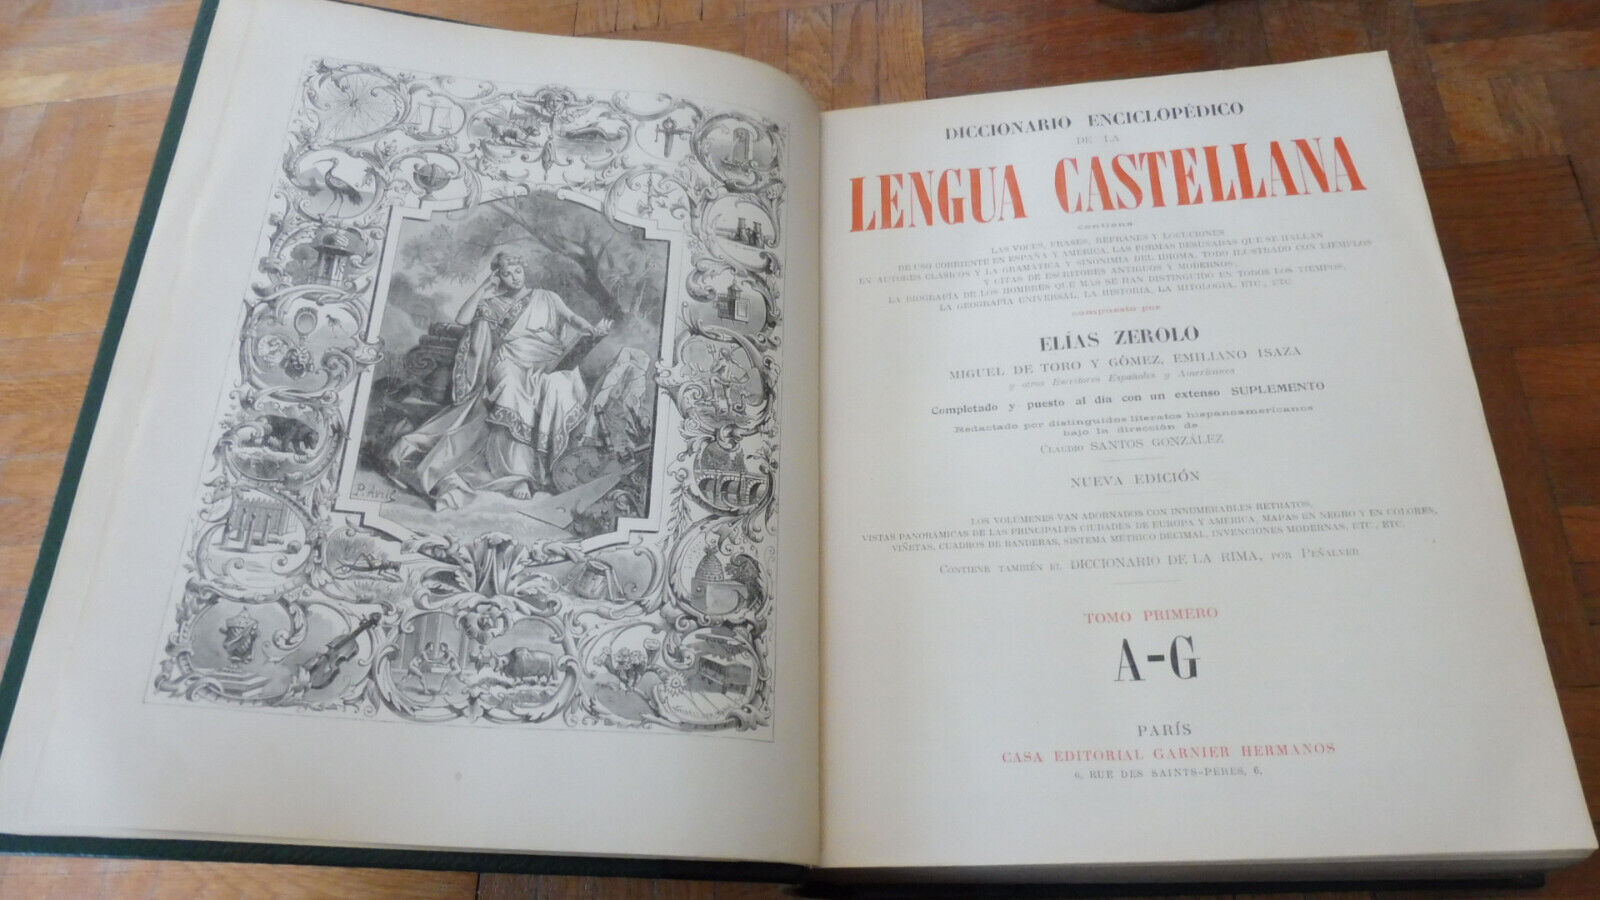 DICCIONARIO ENCICLOPÉDICO
DE LA
LENGUA CASTELLANA
contiene
LAS VOCES, FRASES, REFRANES Y LOCUCIONES
DE USO CORRIENTE EN ESPAÑA Y AMÉRICA, LAS FORMAS DESUSADAS QUE SE HALLAN
EN AUTORES CLÁSICOS Y LA GRAMÁTICA Y SINONIMIA DEL IDIOMA, TODO ILUSTRADO CON EJEMPLOS
Y CITAS DE ESCRITORES ANTIGUOS Y MODERNOS;
LA BIOGRAFÍA DE LOS HOMBRES QUE MÁS SE HAN DISTINGUIDO EN TODOS LOS TIEMPOS,
LA GEOGRAFÍA UNIVERSAL, LA HISTORIA, LA MITOLOGÍA, ETC., ETC.
compuesto por
ELÍAS ZEROLO
MIGUEL DE TORO Y GÓMEZ, EMILIANO ISAZA
y otros Escritores Españoles y Americanos
Completado y puesto al día con un extenso SUPLEMENTO
Redactado por distinguidos literatos hispanoamericanos
bajo la dirección de
CLAUDIO SANTOS GONZÁLEZ
NUEVA EDICIÓN
LOS VOLÚMENES VAN ADORNADOS CON INNUMERABLES RETRATOS,
VISTAS PANORÁMICAS DE LAS PRINCIPALES CIUDADES DE EUROPA Y AMÉRICA, MAPAS EN NEGRO Y EN COLORES,
VIÑETAS, CUADROS DE BANDERAS, SISTEMA MÉTRICO DECIMAL, INVENCIONES MODERNAS, ETC., ETC.
CONTIENE TAMBIÉN EL DICCIONARIO DE LA RIMA, POR PEÑALVER
TOMO PRIMERO
A-G
PARÍS
CASA EDITORIAL GARNIER HERMANOS
6, RUE DES SAINTS-PÈRES, 6.